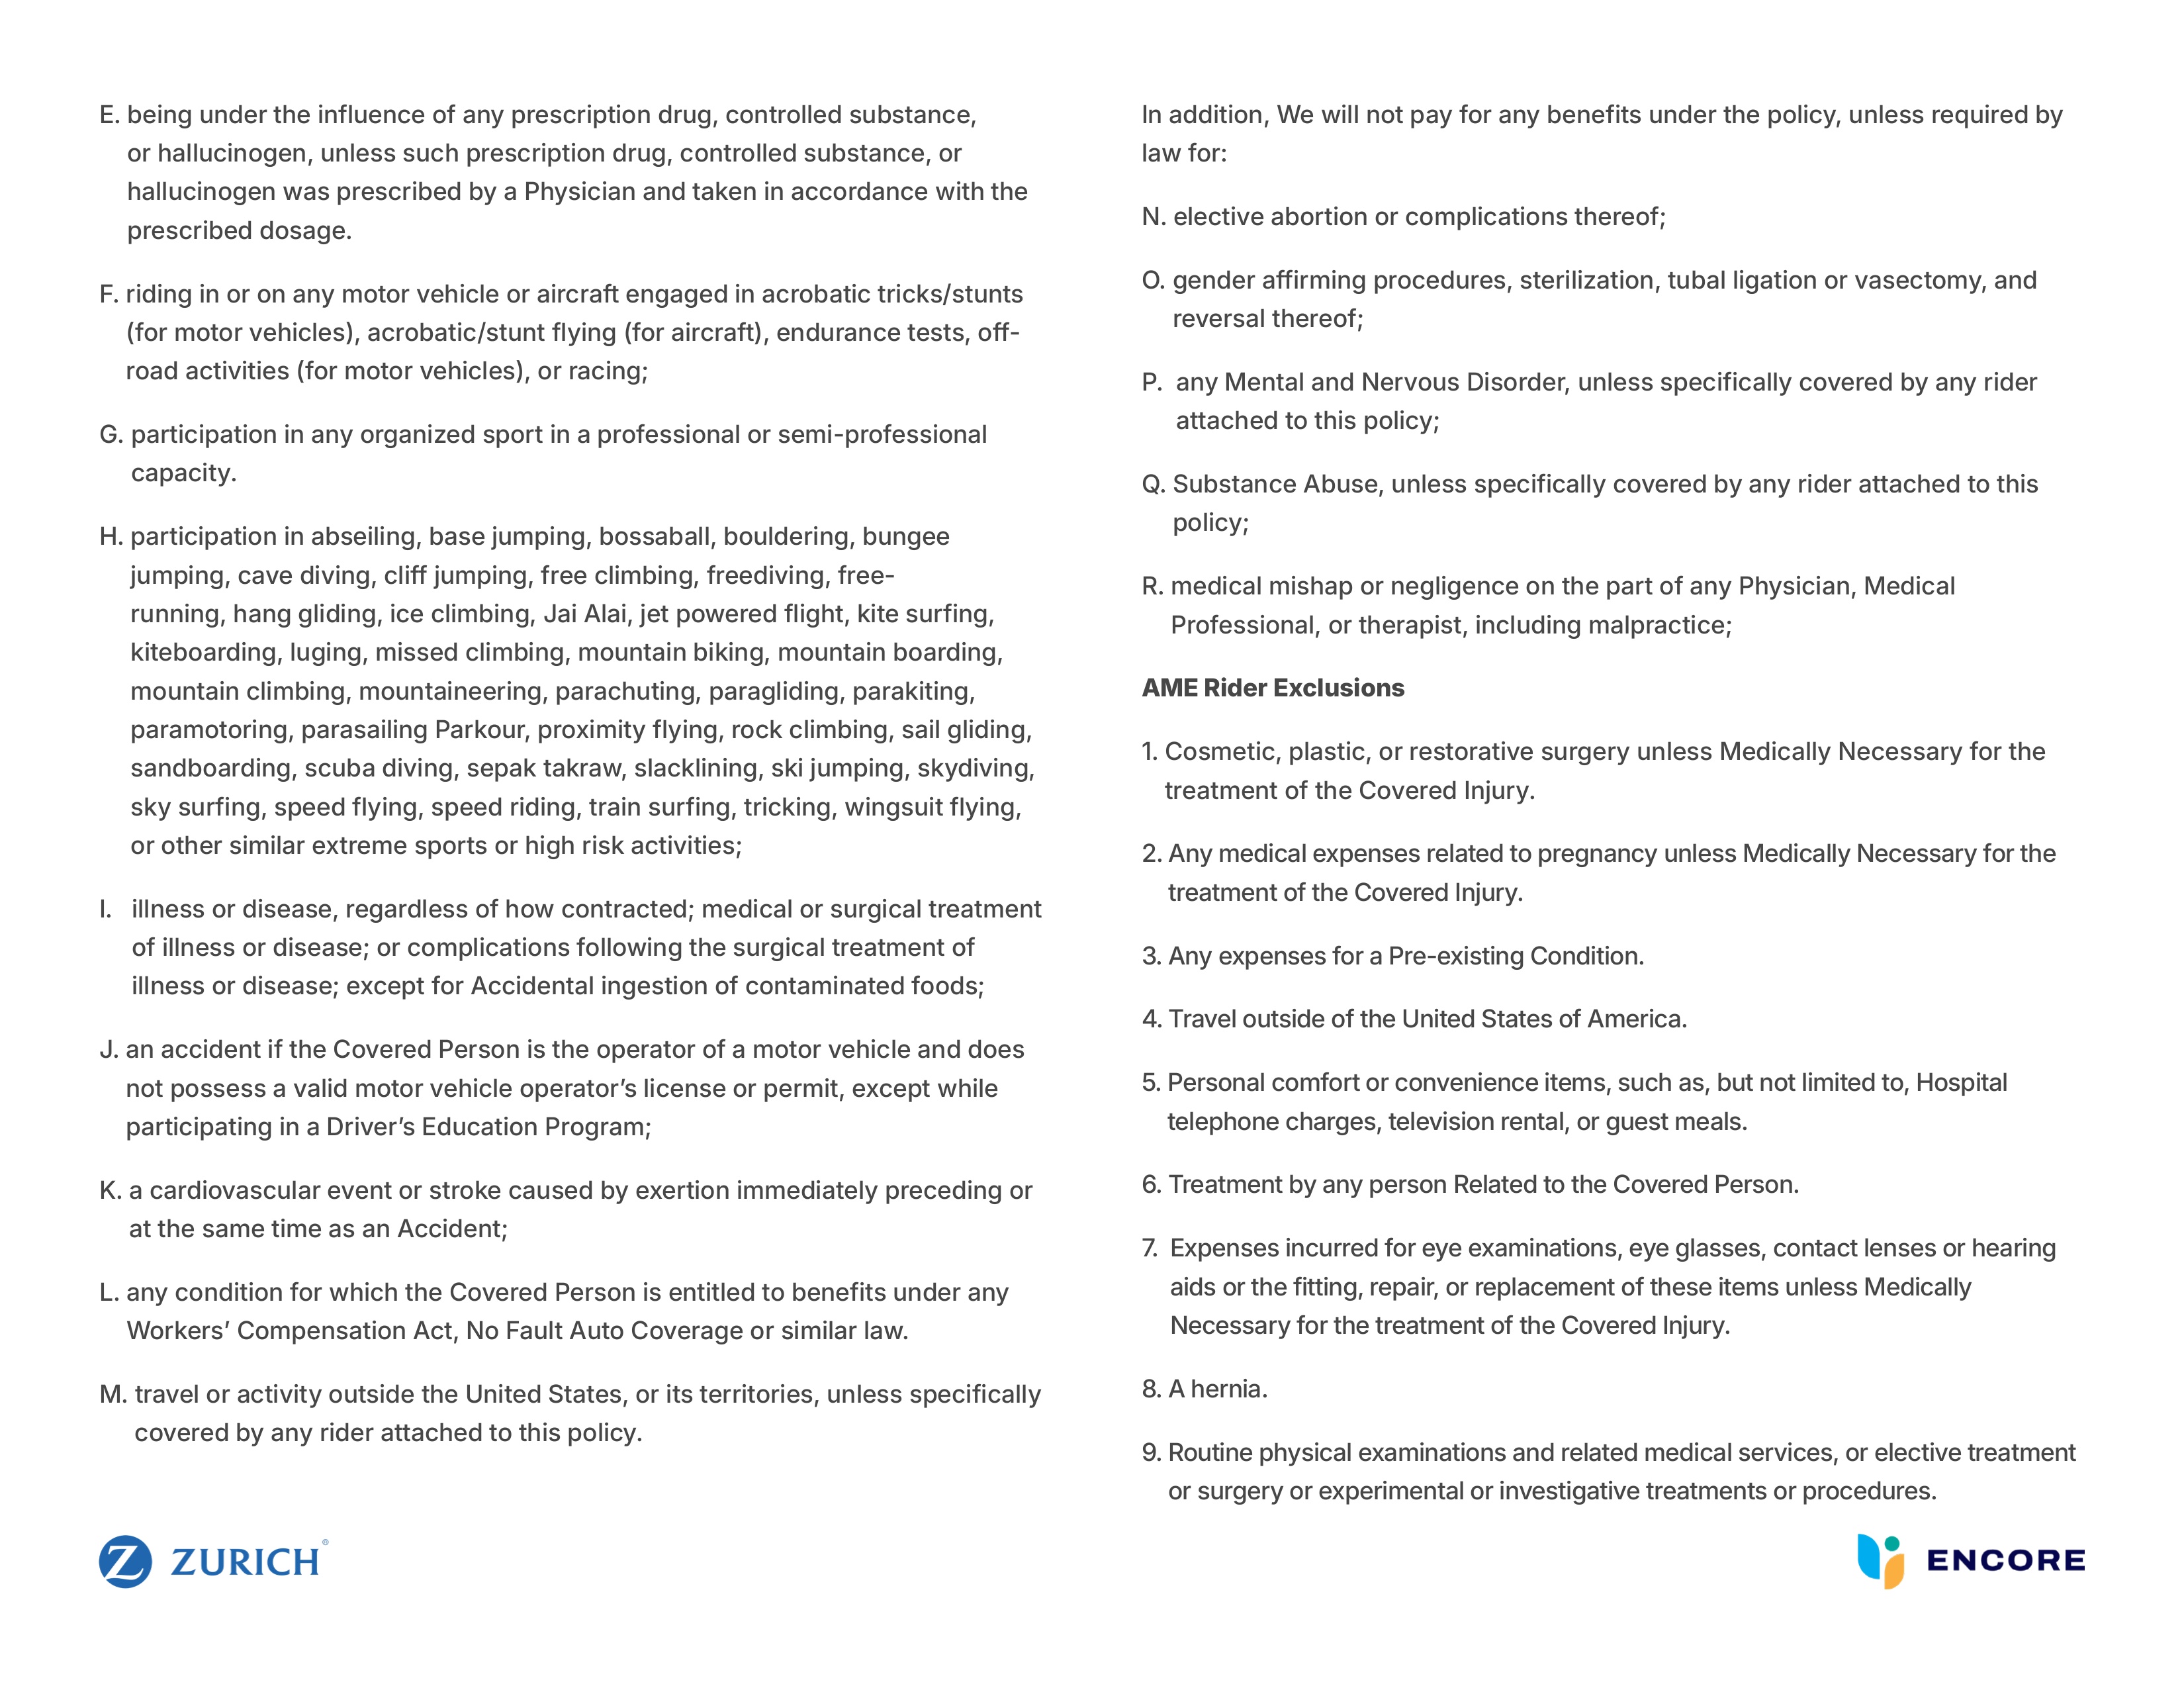 E. being under the influence of any prescription drug, controlled substance,
or hallucinogen, unless such prescription drug, controlled substance, or
hallucinogen was prescribed by a Physician and taken in accordance with the
prescribed dosage.
F. riding in or on any motor vehicle or aircraft engaged in acrobatic tricks/stunts
(for motor vehicles), acrobatic/stunt flying (for aircraft), endurance tests, off-
road activities (for motor vehicles), or racing;
G. participation in any organized sport in a professional or semi-professional
capacity.
H. participation in abseiling, base jumping, bossaball, bouldering, bungee
jumping, cave diving, cliff jumping, free climbing, freediving, free-
running, hang gliding, ice climbing, Jai Alai, jet powered flight, kite surfing,
kiteboarding, luging, missed climbing, mountain biking, mountain boarding,
mountain climbing, mountaineering, parachuting, paragliding, parakiting,
paramotoring, parasailing Parkour, proximity flying, rock climbing, sail gliding,
sandboarding, scuba diving, sepak takraw, slacklining, ski jumping, skydiving,
sky surfing, speed flying, speed riding, train surfing, tricking, wingsuit flying,
or other similar extreme sports or high risk activities;
I. illness or disease, regardless of how contracted; medical or surgical treatment
of illness or disease; or complications following the surgical treatment of
illness or disease; except for Accidental ingestion of contaminated foods;
J. an accident if the Covered Person is the operator of a motor vehicle and does
not possess a valid motor vehicle operator’s license or permit, except while
participating in a Driver’s Education Program;
K. a cardiovascular event or stroke caused by exertion immediately preceding or
at the same time as an Accident;
L. any condition for which the Covered Person is entitled to benefits under any
Workers’ Compensation Act, No Fault Auto Coverage or similar law.
M. travel or activity outside the United States, or its territories, unless specifically
covered by any rider attached to this policy.
In addition, We will not pay for any benefits under the policy, unless required by
law for:
N. elective abortion or complications thereof;
O. gender affirming procedures, sterilization, tubal ligation or vasectomy, and
reversal thereof;
P. any Mental and Nervous Disorder, unless specifically covered by any rider
attached to this policy;
Q. Substance Abuse, unless specifically covered by any rider attached to this
policy;
R. medical mishap or negligence on the part of any Physician, Medical
Professional, or therapist, including malpractice;
AME Rider Exclusions
1. Cosmetic, plastic, or restorative surgery unless Medically Necessary for the
treatment of the Covered Injury.
2. Any medical expenses related to pregnancy unless Medically Necessary for the
treatment of the Covered Injury.
3. Any expenses for a Pre-existing Condition.
4. Travel outside of the United States of America.
5. Personal comfort or convenience items, such as, but not limited to, Hospital
telephone charges, television rental, or guest meals.
6. Treatment by any person Related to the Covered Person.
7. Expenses incurred for eye examinations, eye glasses, contact lenses or hearing
aids or the fitting, repair, or replacement of these items unless Medically
Necessary for the treatment of the Covered Injury.
8. A hernia.
9. Routine physical examinations and related medical services, or elective treatment
or surgery or experimental or investigative treatments or procedures.
Z ZURICH®
ENCORE